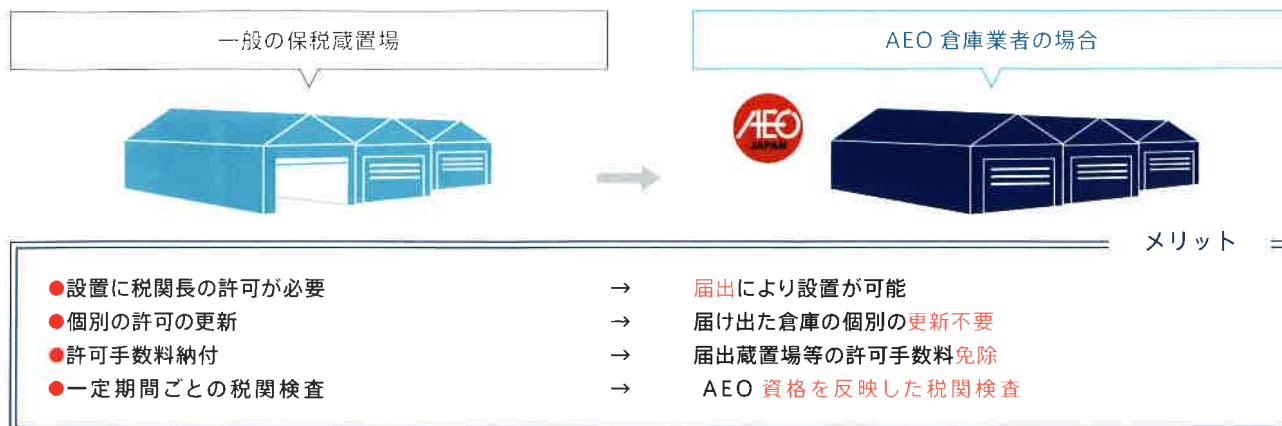 一般の保税蔵置場
AEO 倉庫業者の場合
AEO
JAPAN
メリット
●設置に税関長の許可が必要 → 届出により設置が可能
●個別の許可の更新 → 届け出た倉庫の個別の更新不要
●許可手数料納付 → 届出蔵置場等の許可手数料免除
●一定期間ごとの税関検査 → AEO 資格を反映した税関検査